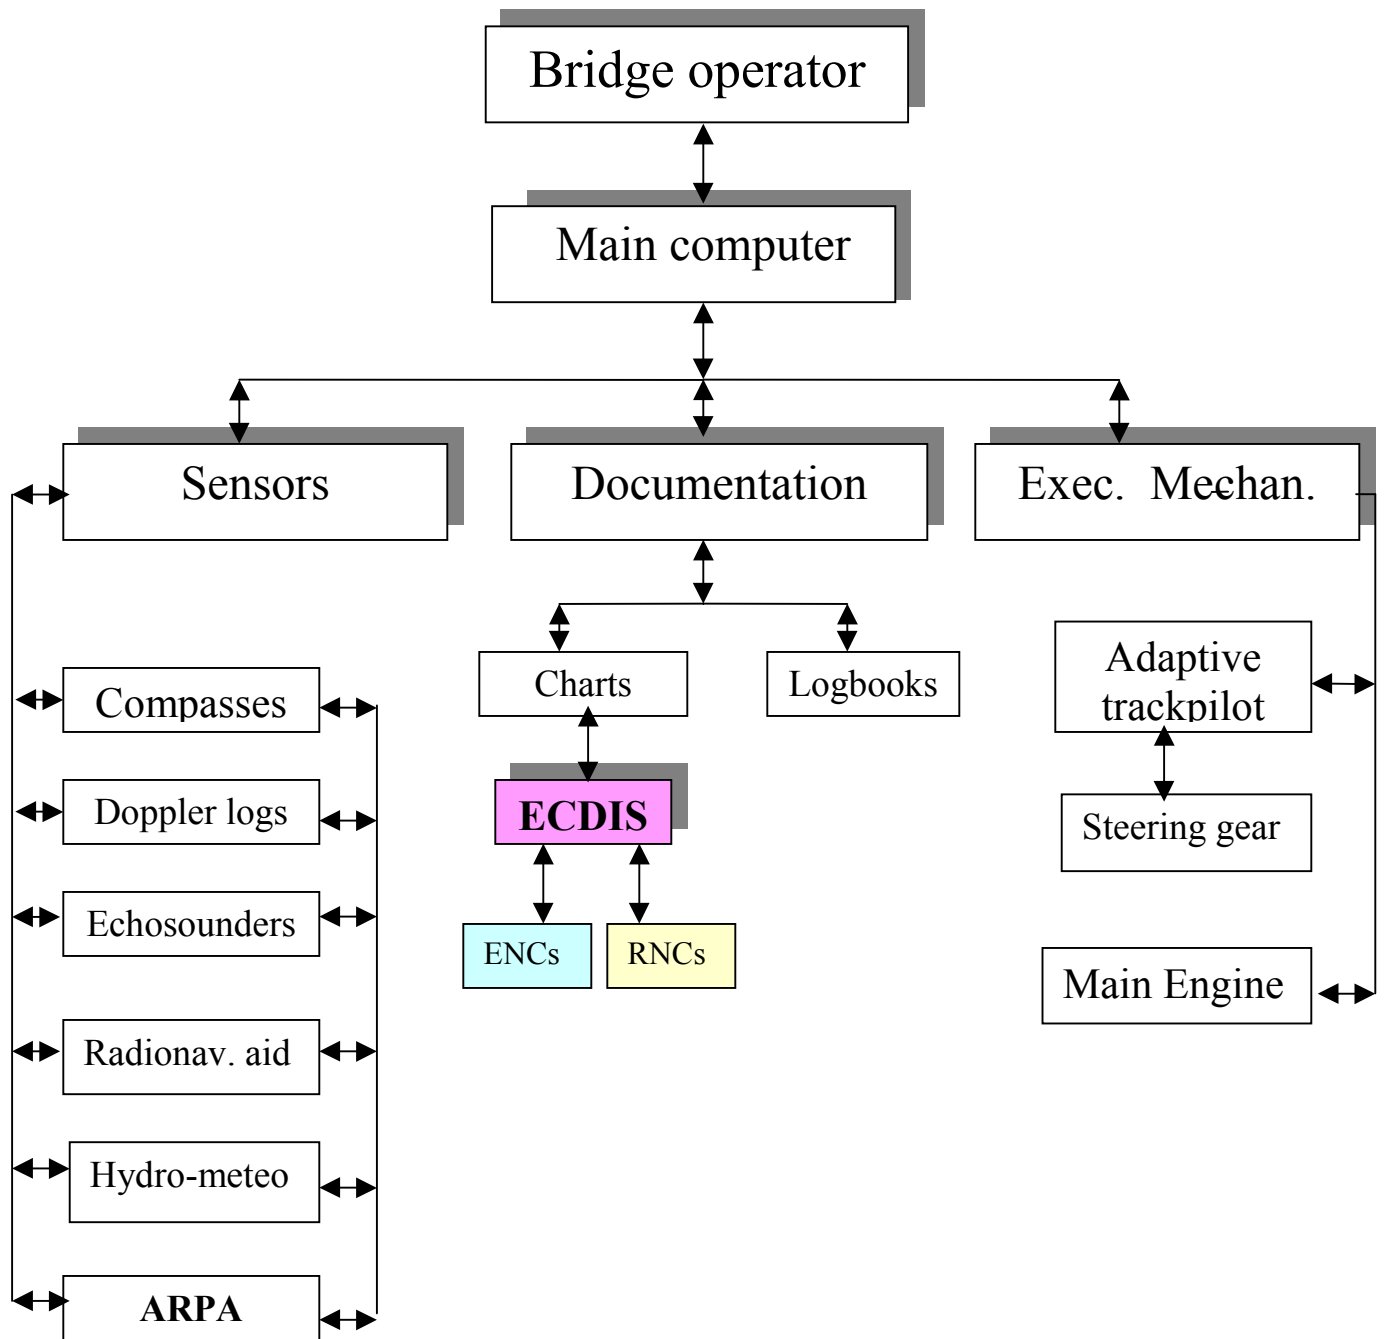 Bridge operator
Main computer
Sensors
Documentation
Exec. Mechan.
Charts
Logbooks
Adaptive
trackpilot
Compasses
Doppler logs
ECDIS
Steering gear
Echosounders
ENCs
RNCs
Main Engine
Radionav. aid
Hydro-meteo
ARPA